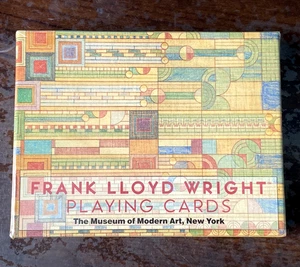 FRANK LLOYD WRIGHT
PLAYING CARDS
The Museum of Modern Art, New York